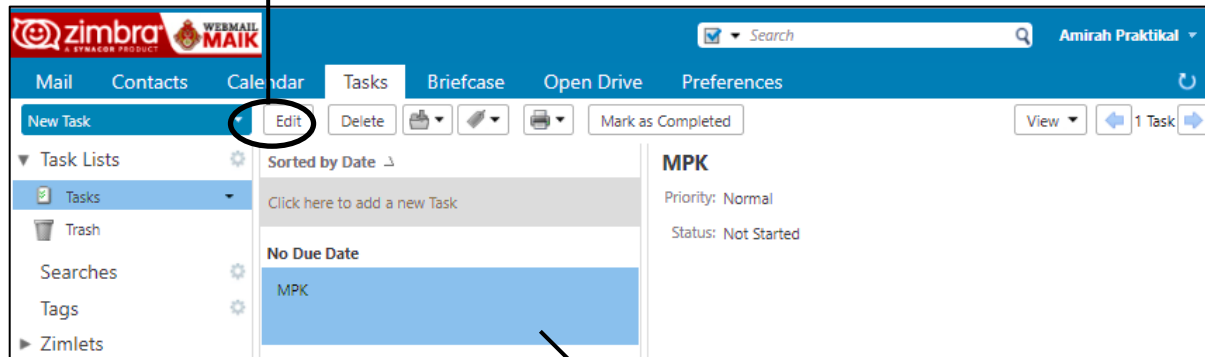 zimbra WEBMAIL
A SYNACOR PRODUCT MAIK
Search
Amirah Praktikal
Mail Contacts Calendar Tasks Briefcase Open Drive Preferences
New Task Edit Delete Mark as Completed View 1 Task
Task Lists Sorted by Date MPK
Tasks Click here to add a new Task Priority: Normal
Trash Status: Not Started
No Due Date
Searches MPK
Tags
Zimlets